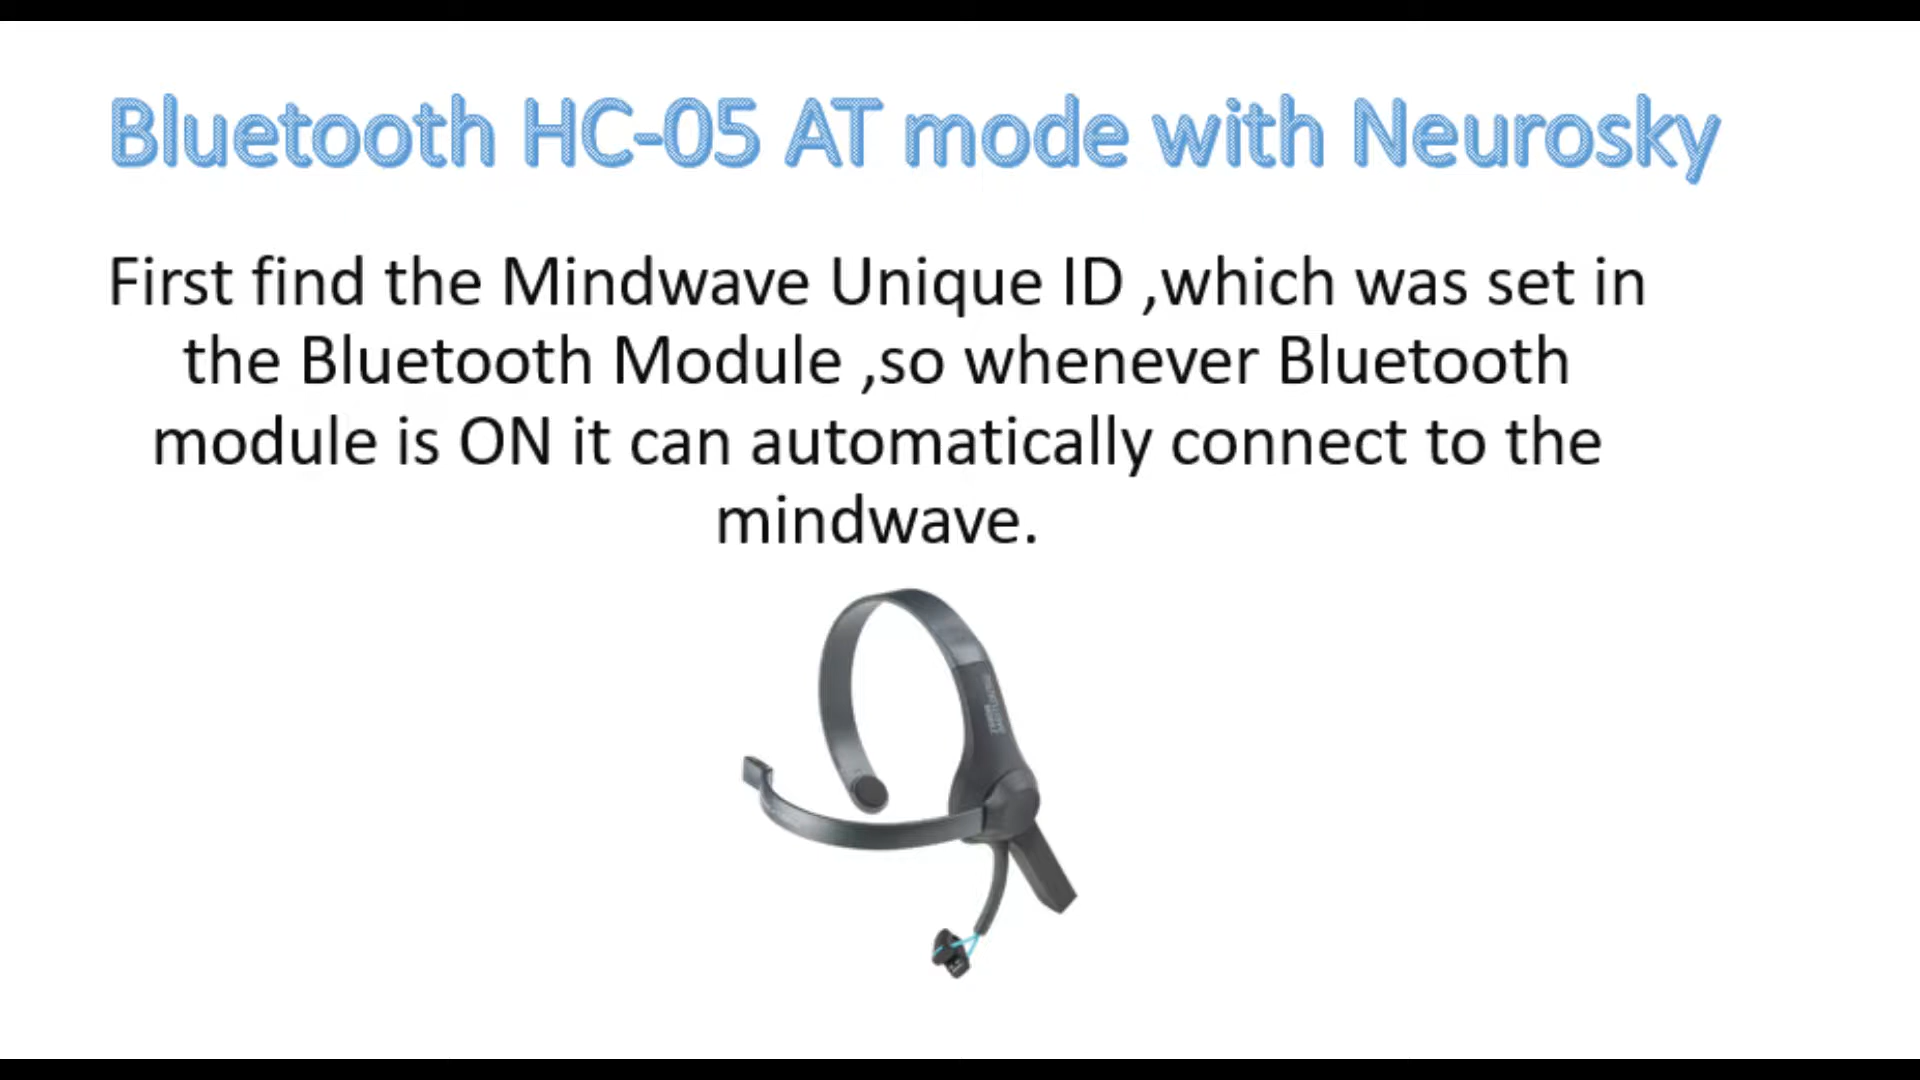 Bluetooth HC-05 AT mode with Neurosky
First find the Mindwave Unique ID ,which was set in
the Bluetooth Module ,so whenever Bluetooth
module is ON it can automatically connect to the
mindwave.